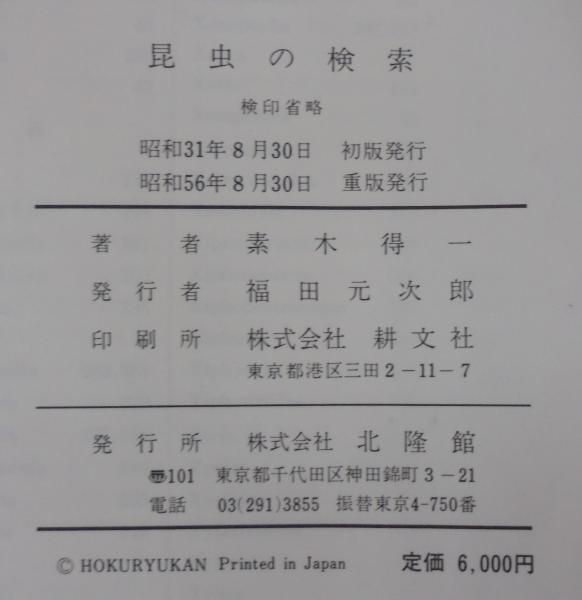 昆虫の検索
検印省略
昭和31年8月30日 初版発行
昭和56年8月30日 重版発行
著者 素木得一
発行者 福田元次郎
印刷所 株式会社 耕文社
東京都港区三田2-11-7
発行所 株式会社 北隆館
〠101 東京都千代田区神田錦町3-21
電話 03(291)3855 振替東京4-750番
© HOKURYUKAN Printed in Japan 定価 6,000円